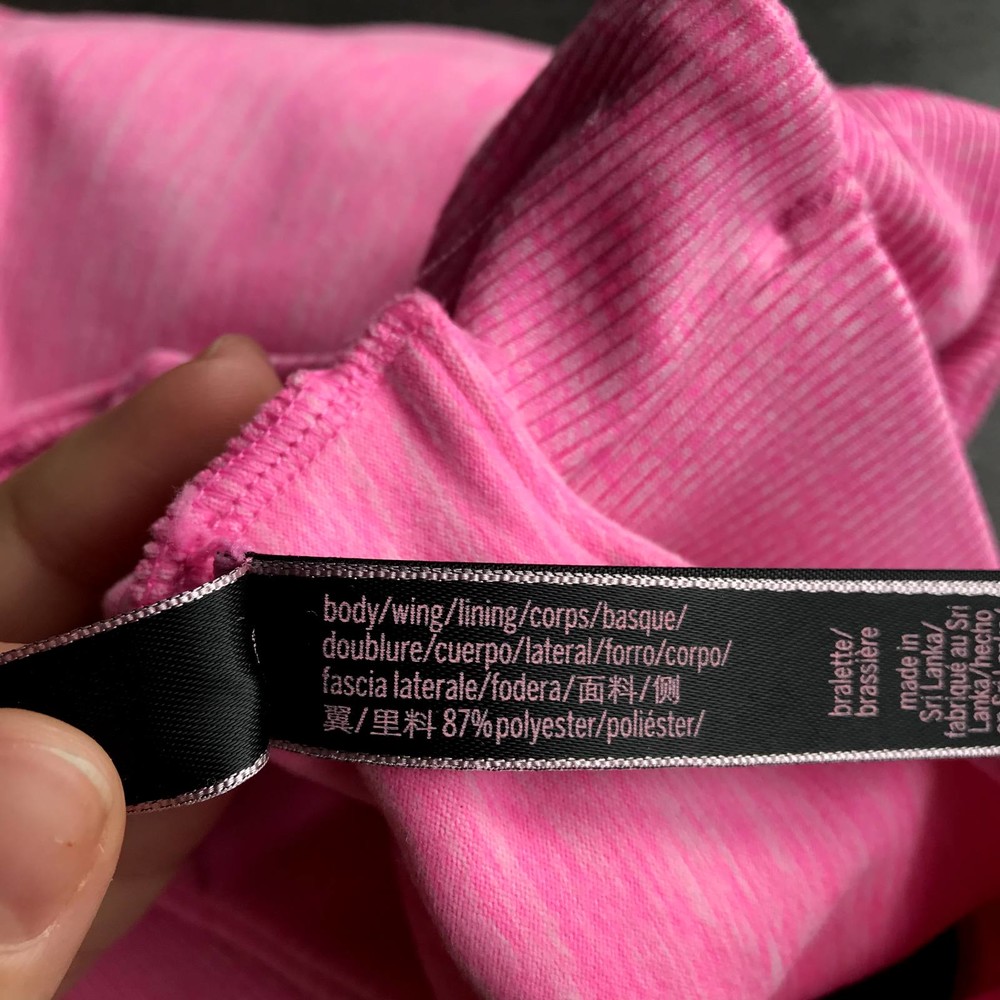 body/wing/lining/corps/basque/
doublure/cuerpo/lateral/forro/corpo/
fascia laterale/fodera/面料/侧
翼/里料 87% polyester/poliéster/
bralette/
brassière
made in
Sri Lanka/
fabriqué au Sri
Lanka/hecho